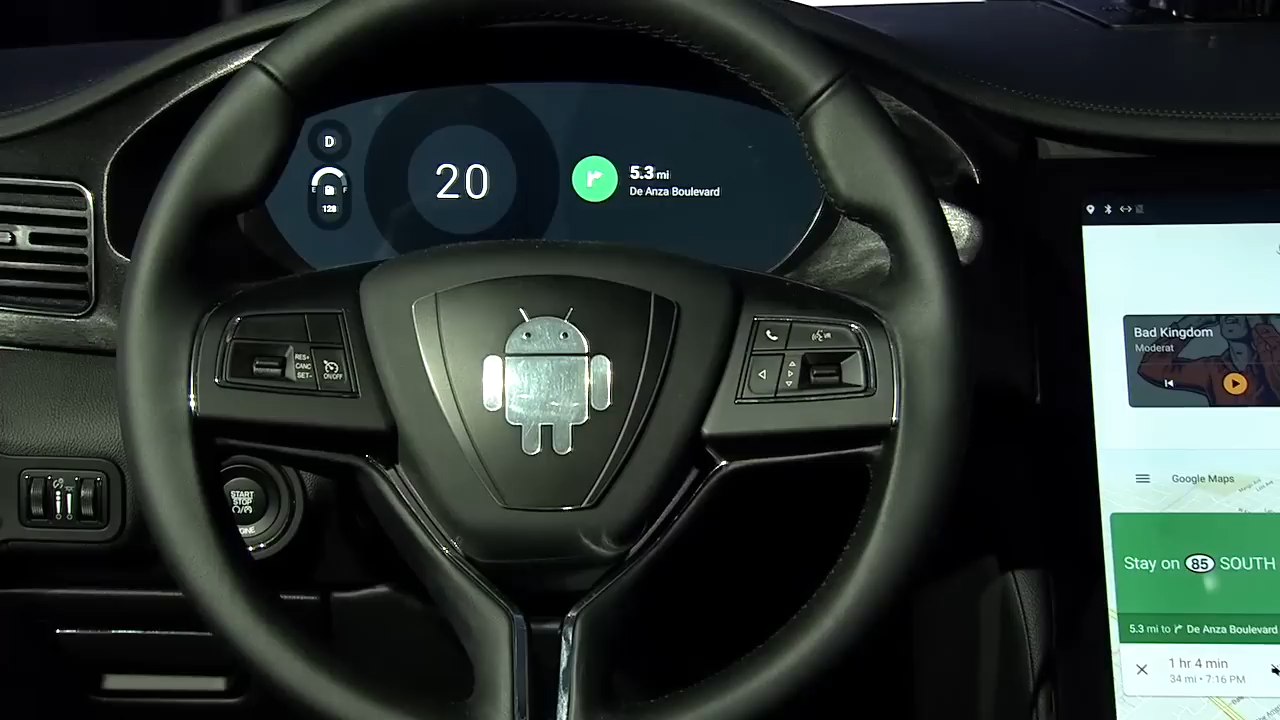 D
E F
128
20
5.3 mi
De Anza Boulevard
RES+
CANC
SET-
ON/OFF
VR
START
STOP
Bad Kingdom
Moderat
Google Maps
Stay on 85 SOUTH
5.3 mi to De Anza Boulevard
1 hr 4 min
34 mi • 7:16 PM